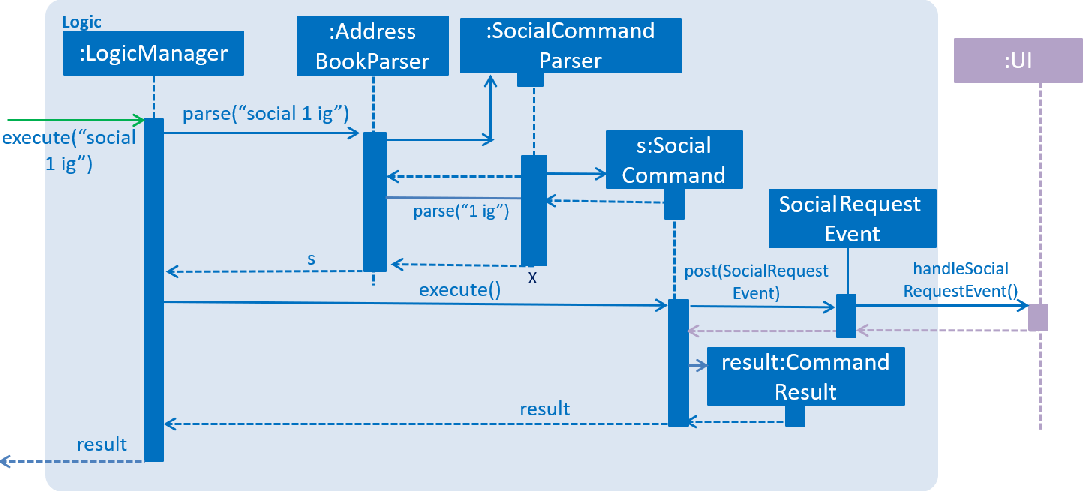 Logic
:LogicManager
:Address
BookParser
:SocialCommand
Parser
:UI
execute(“social
1 ig”)
parse(“social 1 ig”)
s:Social
Command
parse(“1 ig”)
SocialRequest
Event
s
X
execute()
post(SocialRequest
Event)
handleSocial
RequestEvent()
result:Command
Result
result
result